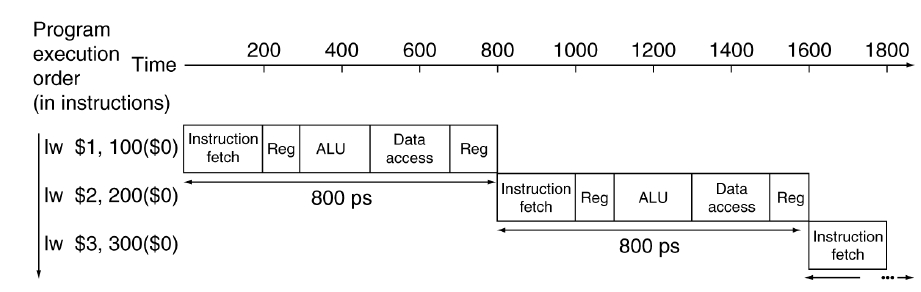 Program
execution
order
(in instructions)
Time
200 400 600 800 1000 1200 1400 1600 1800
lw $1, 100($0)
Instruction
fetch
Reg
ALU
Data
access
Reg
800 ps
lw $2, 200($0)
Instruction
fetch
Reg
ALU
Data
access
Reg
800 ps
lw $3, 300($0)
Instruction
fetch
...